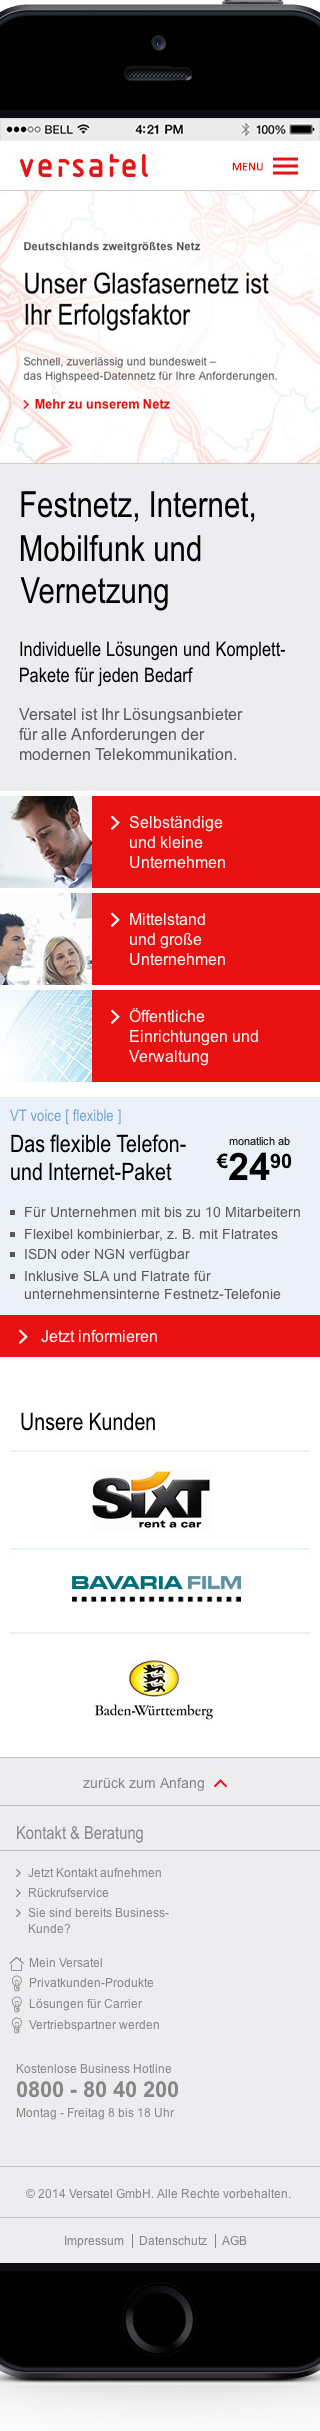 BELL 4:21 PM 100%
versatel MENU
Deutschlands zweitgrößtes Netz
Unser Glasfasernetz ist
Ihr Erfolgsfaktor
Schnell, zuverlässig und bundesweit –
das Highspeed-Datennetz für Ihre Anforderungen.
Mehr zu unserem Netz
Festnetz, Internet,
Mobilfunk und
Vernetzung
Individuelle Lösungen und Komplett-
Pakete für jeden Bedarf
Versatel ist Ihr Lösungsanbieter
für alle Anforderungen der
modernen Telekommunikation.
Selbständige
und kleine
Unternehmen
Mittelstand
und große
Unternehmen
Öffentliche
Einrichtungen und
Verwaltung
VT voice [ flexible ]
Das flexible Telefon-
und Internet-Paket
monatlich ab
€2490
Für Unternehmen mit bis zu 10 Mitarbeitern
Flexibel kombinierbar, z. B. mit Flatrates
ISDN oder NGN verfügbar
Inklusive SLA und Flatrate für
unternehmensinterne Festnetz-Telefonie
Jetzt informieren
Unsere Kunden
SIXT
rent a car
BAVARIA FILM
Baden-Württemberg
zurück zum Anfang
Kontakt & Beratung
Jetzt Kontakt aufnehmen
Rückrufservice
Sie sind bereits Business-
Kunde?
Mein Versatel
Privatkunden-Produkte
Lösungen für Carrier
Vertriebspartner werden
Kostenlose Business Hotline
0800 - 80 40 200
Montag - Freitag 8 bis 18 Uhr
© 2014 Versatel GmbH. Alle Rechte vorbehalten.
Impressum | Datenschutz | AGB